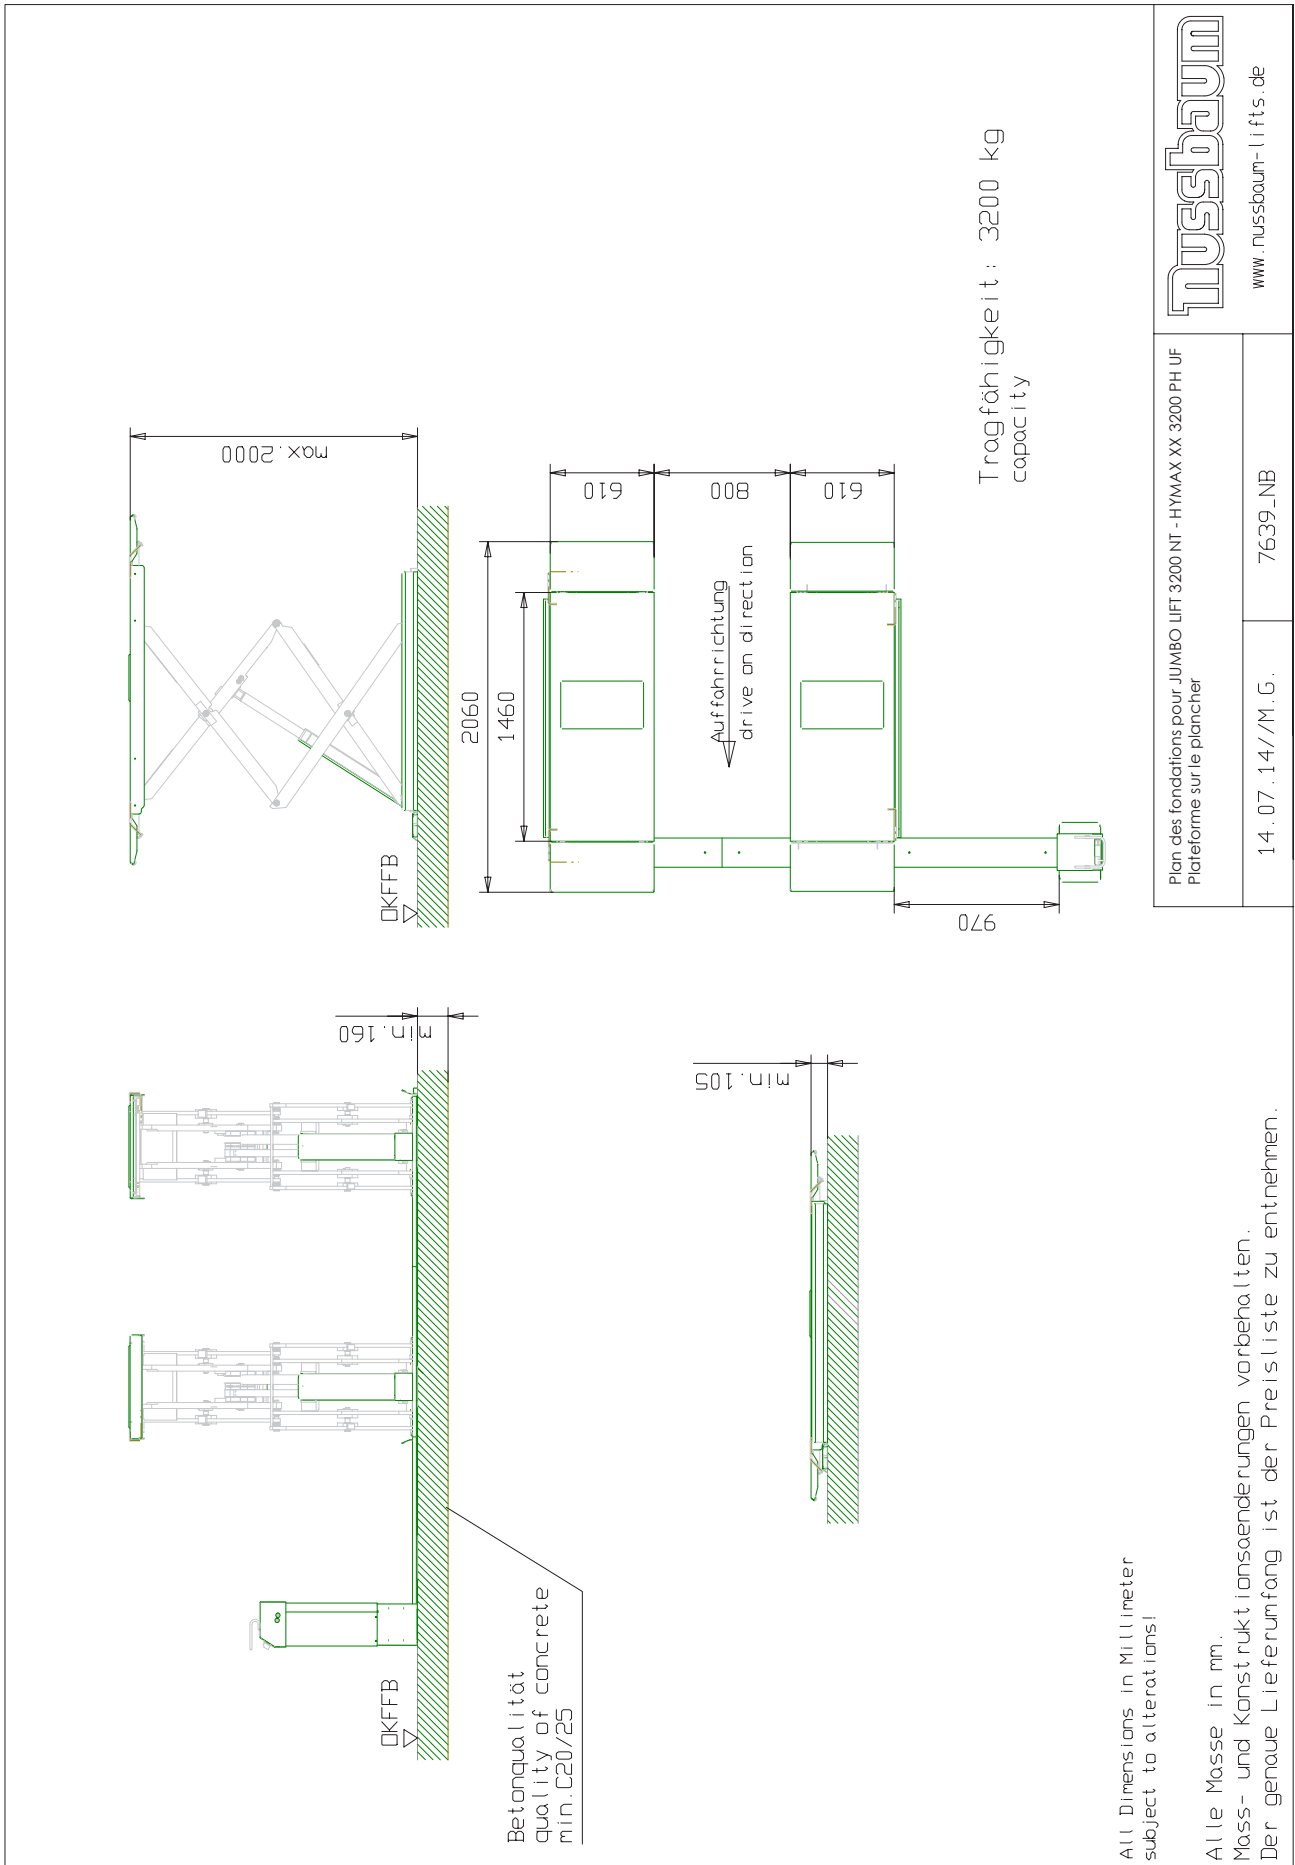 OKFFB
Betonqualität
quality of concrete
min.C20/25
min.160
OKFFB
max.2000
min.105
2060
1460
Auffahrrichtung
drive on direction
610
800
610
970
Tragfähigkeit: 3200 kg
capacity
All Dimensions in Millimeter
subject to alterations!
Alle Masse in mm.
Mass- und Konstruktionsaenderungen vorbehalten.
Der genaue Lieferumfang ist der Preisliste zu entnehmen.
Plan des fondations pour JUMBO LIFT 3200 NT - HYMAX XX 3200 PH UF
Plateforme sur le plancher
14.07.14//M.G.
7639_NB
nussbaum
www.nussbaum-lifts.de